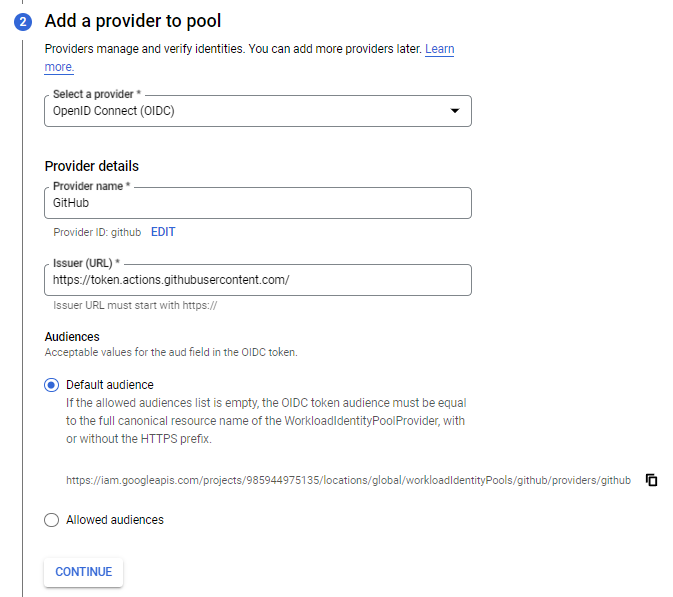 2 Add a provider to pool
Providers manage and verify identities. You can add more providers later. Learn
more.
Select a provider *
OpenID Connect (OIDC)
Provider details
Provider name *
GitHub
Provider ID: github EDIT
Issuer (URL) *
https://token.actions.githubusercontent.com/
Issuer URL must start with https://
Audiences
Acceptable values for the aud field in the OIDC token.
Default audience
If the allowed audiences list is empty, the OIDC token audience must be equal
to the full canonical resource name of the WorkloadIdentityPoolProvider, with
or without the HTTPS prefix.
https://iam.googleapis.com/projects/985944975135/locations/global/workloadIdentityPools/github/providers/github
Allowed audiences
CONTINUE